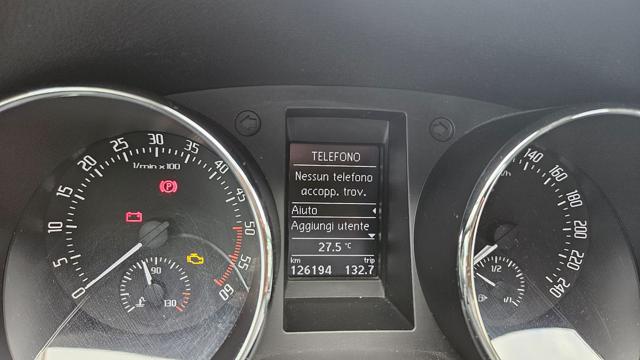 0
5
10
15
20
25
30
35
40
45
50
55
60
1/min x 100
P
90
130
TELEFONO
Nessun telefono
accopp. trov.
Aiuto
Aggiungi utente
27.5 °C
km trip
126194 132.7
140
160
180
200
220
240
1/2
1/1